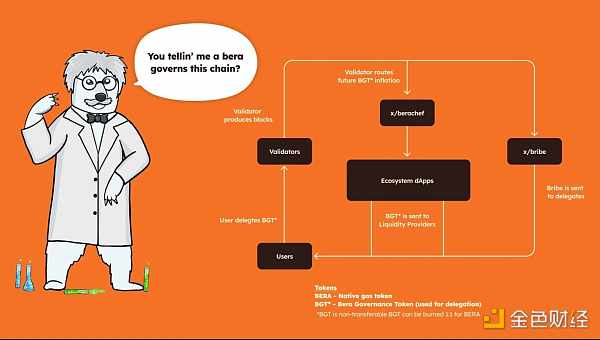 You tellin' me a bera
governs this chain?
Validator routes
future BGT* inflation
Validator
produces blocks
x/berachef
Validators
x/bribe
Ecosystem dApps
Bribe is sent
to delegates
User delegtes BGT*
BGT* is sent to
Liquidity Providers
Users
Tokens
BERA - Native gas token
BGT* - Bera Governance Token (used for delegation)
*BGT is non-transferable BGT can be burned 1:1 for BERA
金色财经